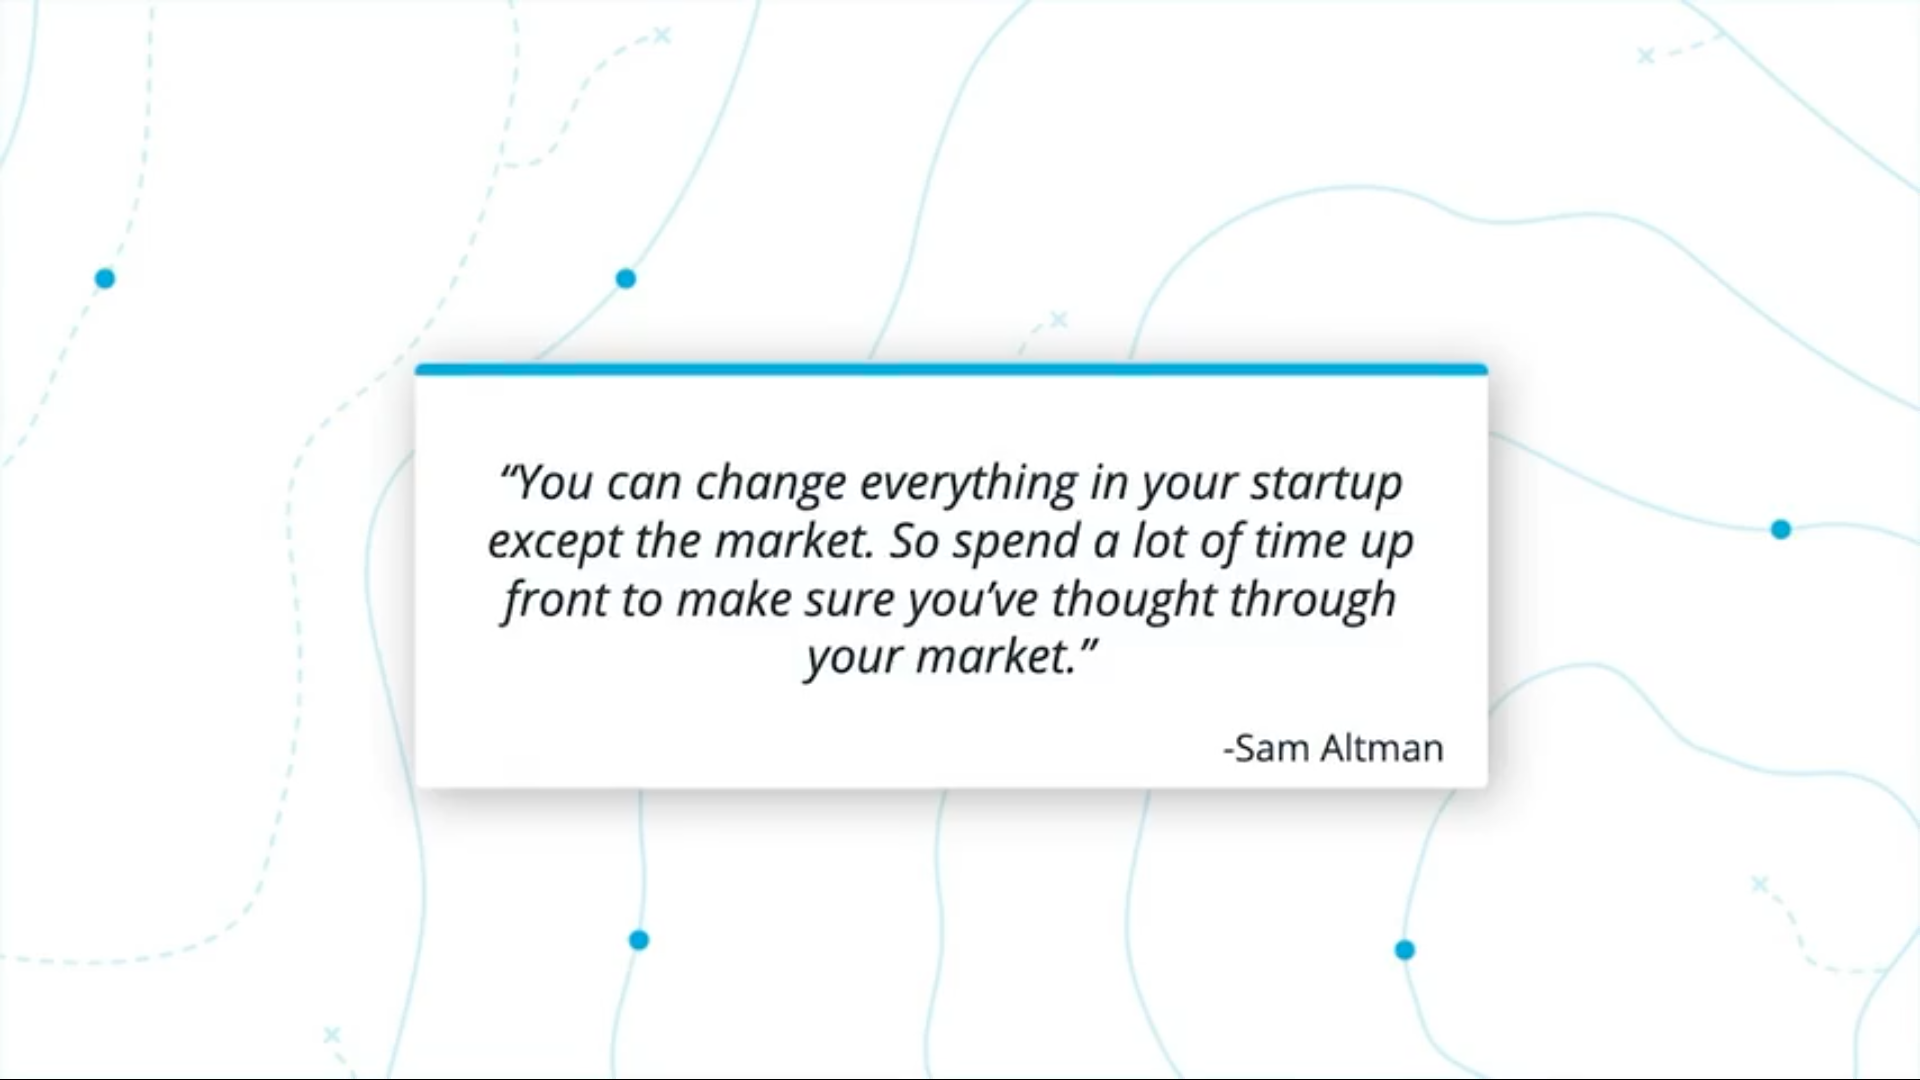 “You can change everything in your startup
except the market. So spend a lot of time up
front to make sure you’ve thought through
your market.”
-Sam Altman